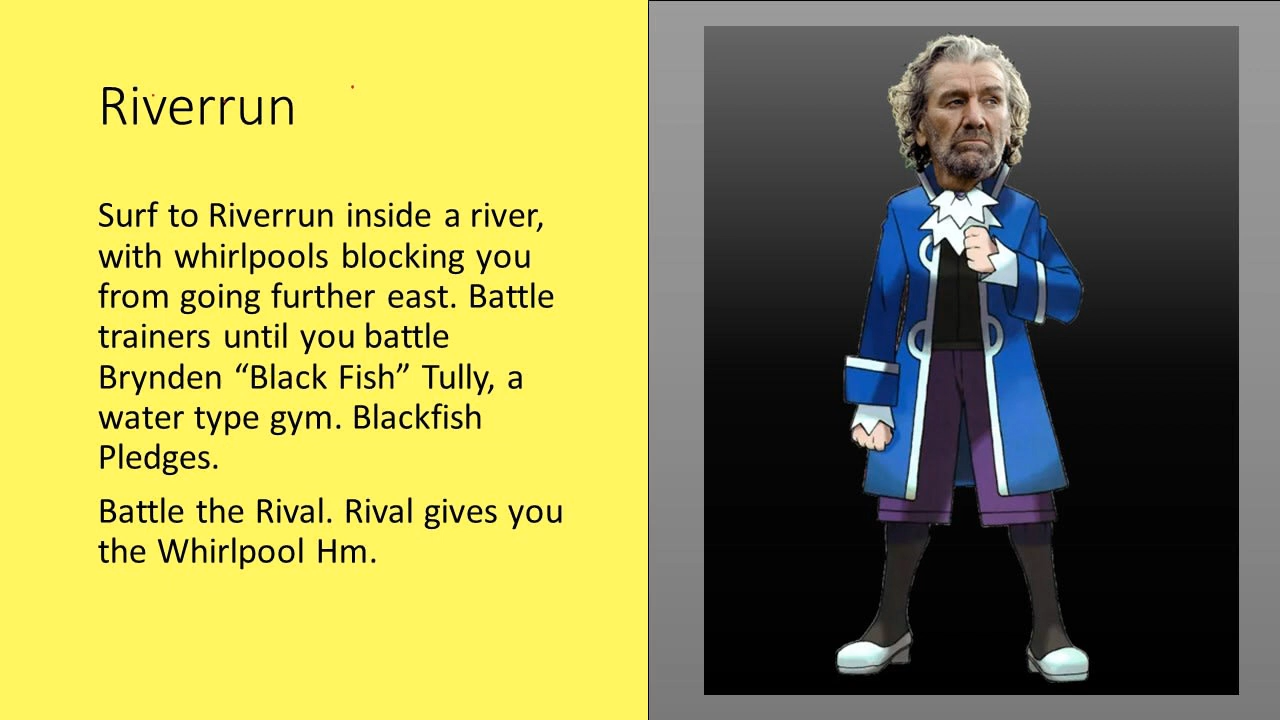 Riverrun
Surf to Riverrun inside a river,
with whirlpools blocking you
from going further east. Battle
trainers until you battle
Brynden “Black Fish” Tully, a
water type gym. Blackfish
Pledges.
Battle the Rival. Rival gives you
the Whirlpool Hm.